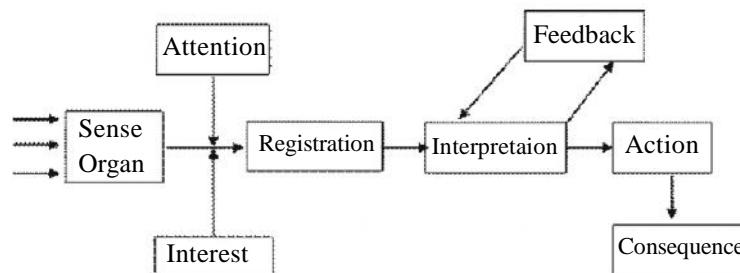 Attention
Feedback
Sense
Organ
Registration
Interpretaion
Action
Interest
Consequence